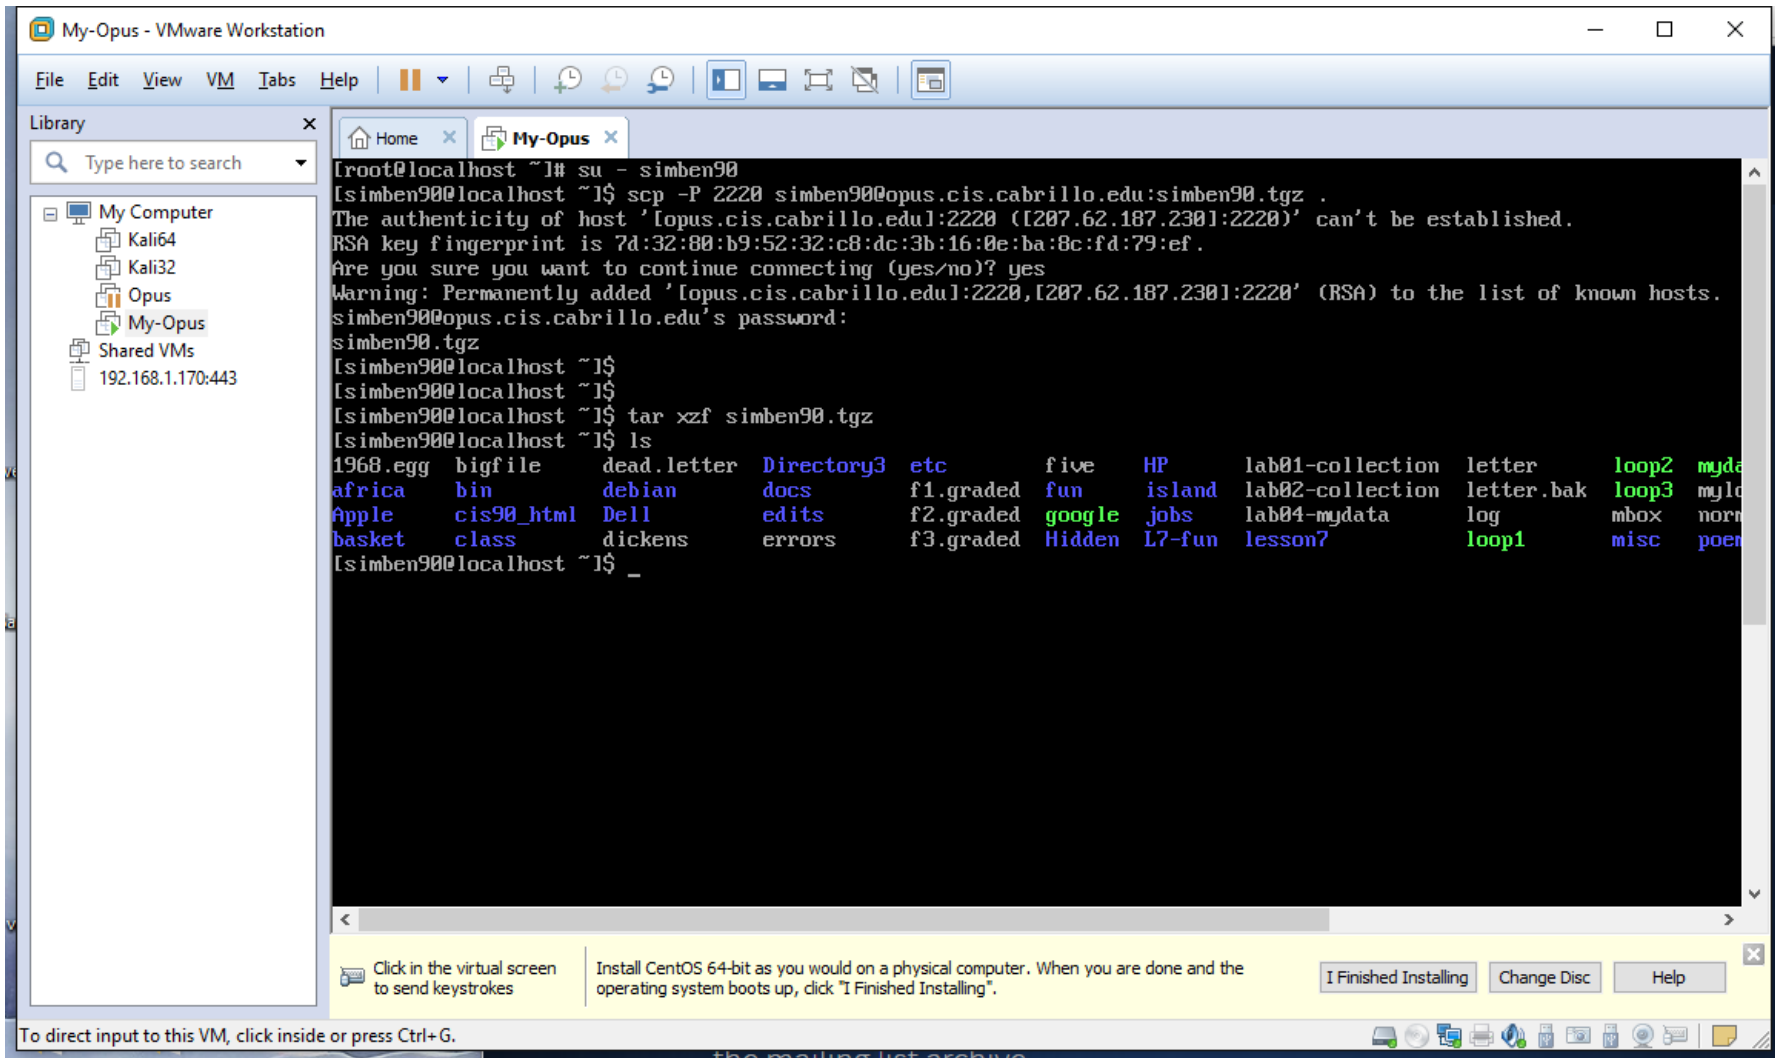 My-Opus - VMware Workstation
File Edit View VM Tabs Help
Library
Type here to search
My Computer
Kali64
Kali32
Opus
My-Opus
Shared VMs
192.168.1.170:443
Home
My-Opus
[root@localhost ~]# su - simben90
[simben90@localhost ~]$ scp -P 2220 simben90@opus.cis.cabrillo.edu:simben90.tgz .
The authenticity of host '[opus.cis.cabrillo.edu]:2220 ([207.62.187.230]:2220)' can't be established.
RSA key fingerprint is 7d:32:80:b9:52:32:c8:dc:3b:16:0e:ba:8c:fd:79:ef.
Are you sure you want to continue connecting (yes/no)? yes
Warning: Permanently added '[opus.cis.cabrillo.edu]:2220,[207.62.187.230]:2220' (RSA) to the list of known hosts.
simben90@opus.cis.cabrillo.edu's password:
simben90.tgz
[simben90@localhost ~]$
[simben90@localhost ~]$
[simben90@localhost ~]$ tar xzf simben90.tgz
[simben90@localhost ~]$ ls
1968.egg bigfile dead.letter Directory3 etc five HP lab01-collection letter loop2 myda
africa bin debian docs f1.graded fun island lab02-collection letter.bak loop3 mylo
Apple cis90_html Dell edits f2.graded google jobs lab04-mydata log mbox norm
basket class dickens errors f3.graded Hidden L7-fun lesson7 loop1 misc poem
[simben90@localhost ~]$ _
Click in the virtual screen
to send keystrokes
Install CentOS 64-bit as you would on a physical computer. When you are done and the
operating system boots up, click "I Finished Installing".
I Finished Installing
Change Disc
Help
To direct input to this VM, click inside or press Ctrl+G.
the mailing list archive